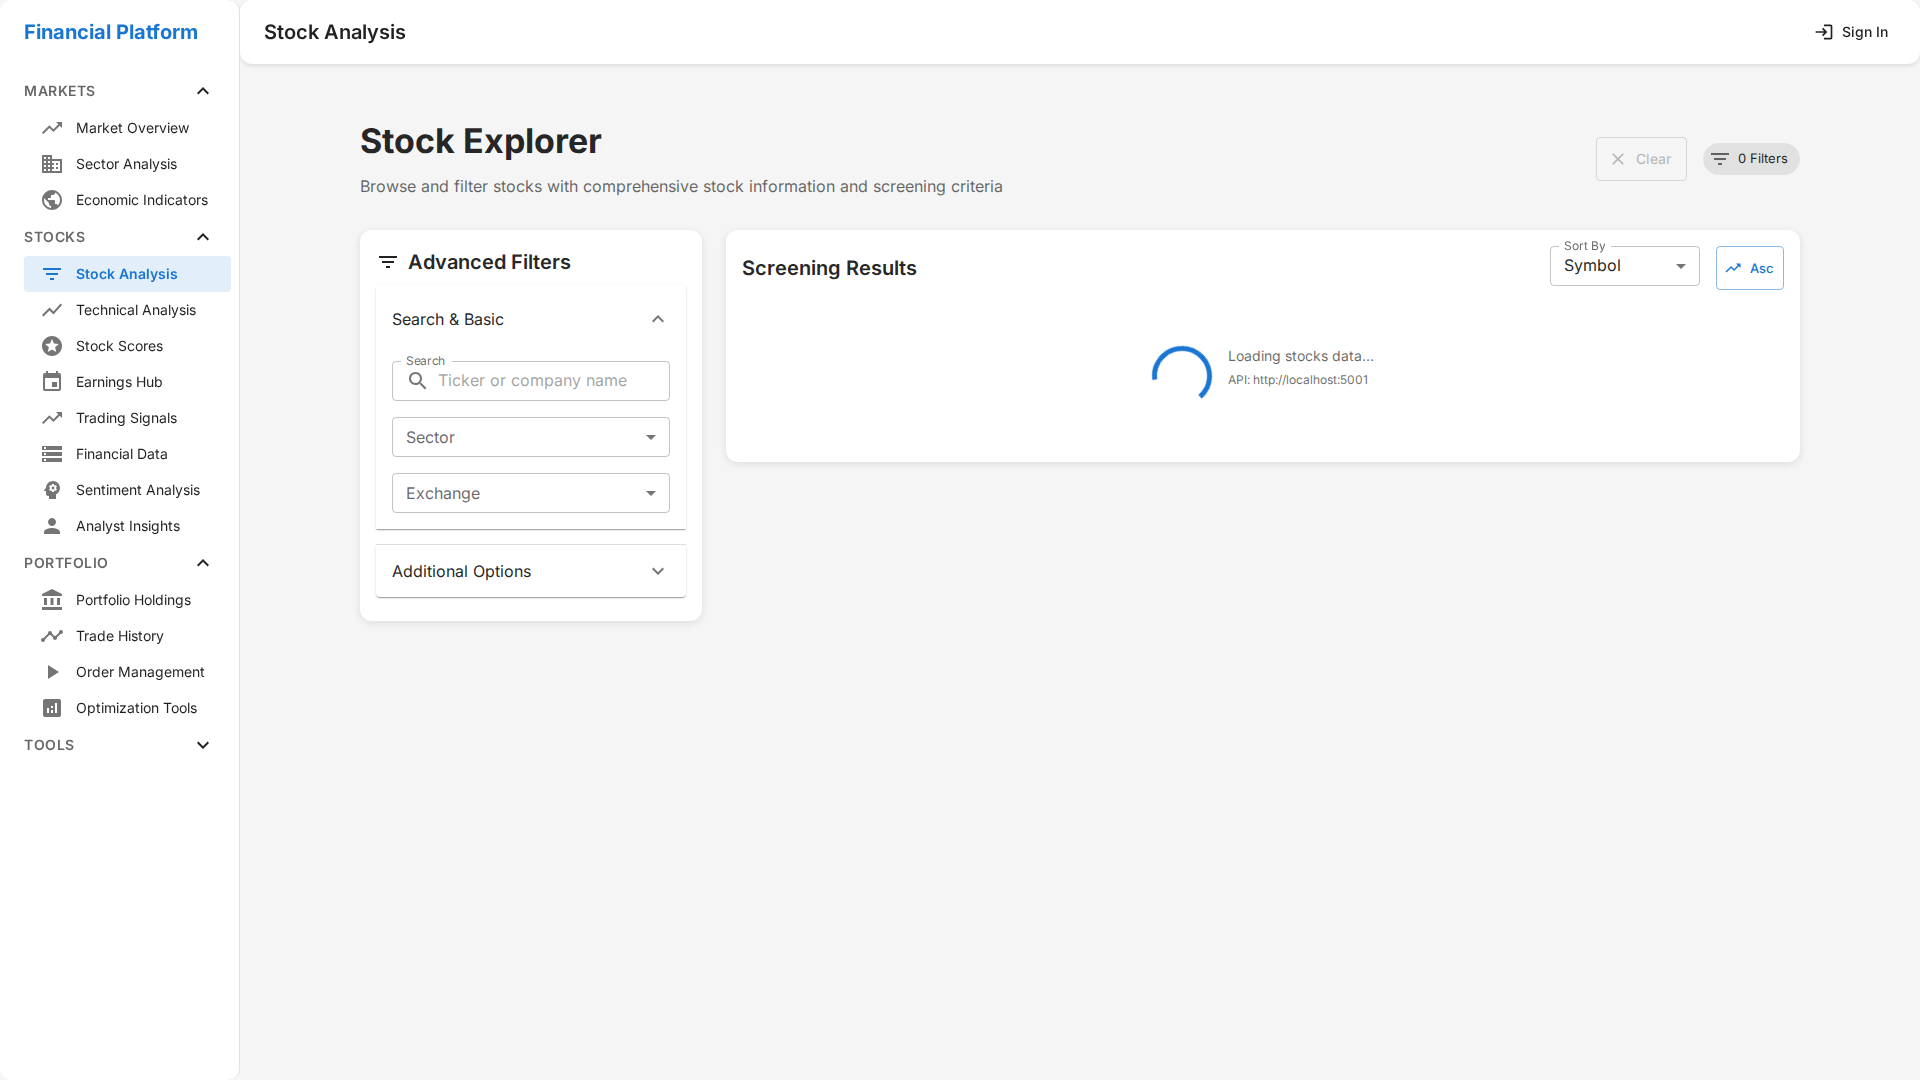 Financial Platform
MARKETS
Market Overview
Sector Analysis
Economic Indicators
STOCKS
Stock Analysis
Technical Analysis
Stock Scores
Earnings Hub
Trading Signals
Financial Data
Sentiment Analysis
Analyst Insights
PORTFOLIO
Portfolio Holdings
Trade History
Order Management
Optimization Tools
TOOLS
Stock Analysis
Sign In
Stock Explorer
Browse and filter stocks with comprehensive stock information and screening criteria
Clear
0 Filters
Advanced Filters
Search & Basic
Search
Ticker or company name
Sector
Exchange
Additional Options
Screening Results
Sort By
Symbol
Asc
Loading stocks data...
API: http://localhost:5001